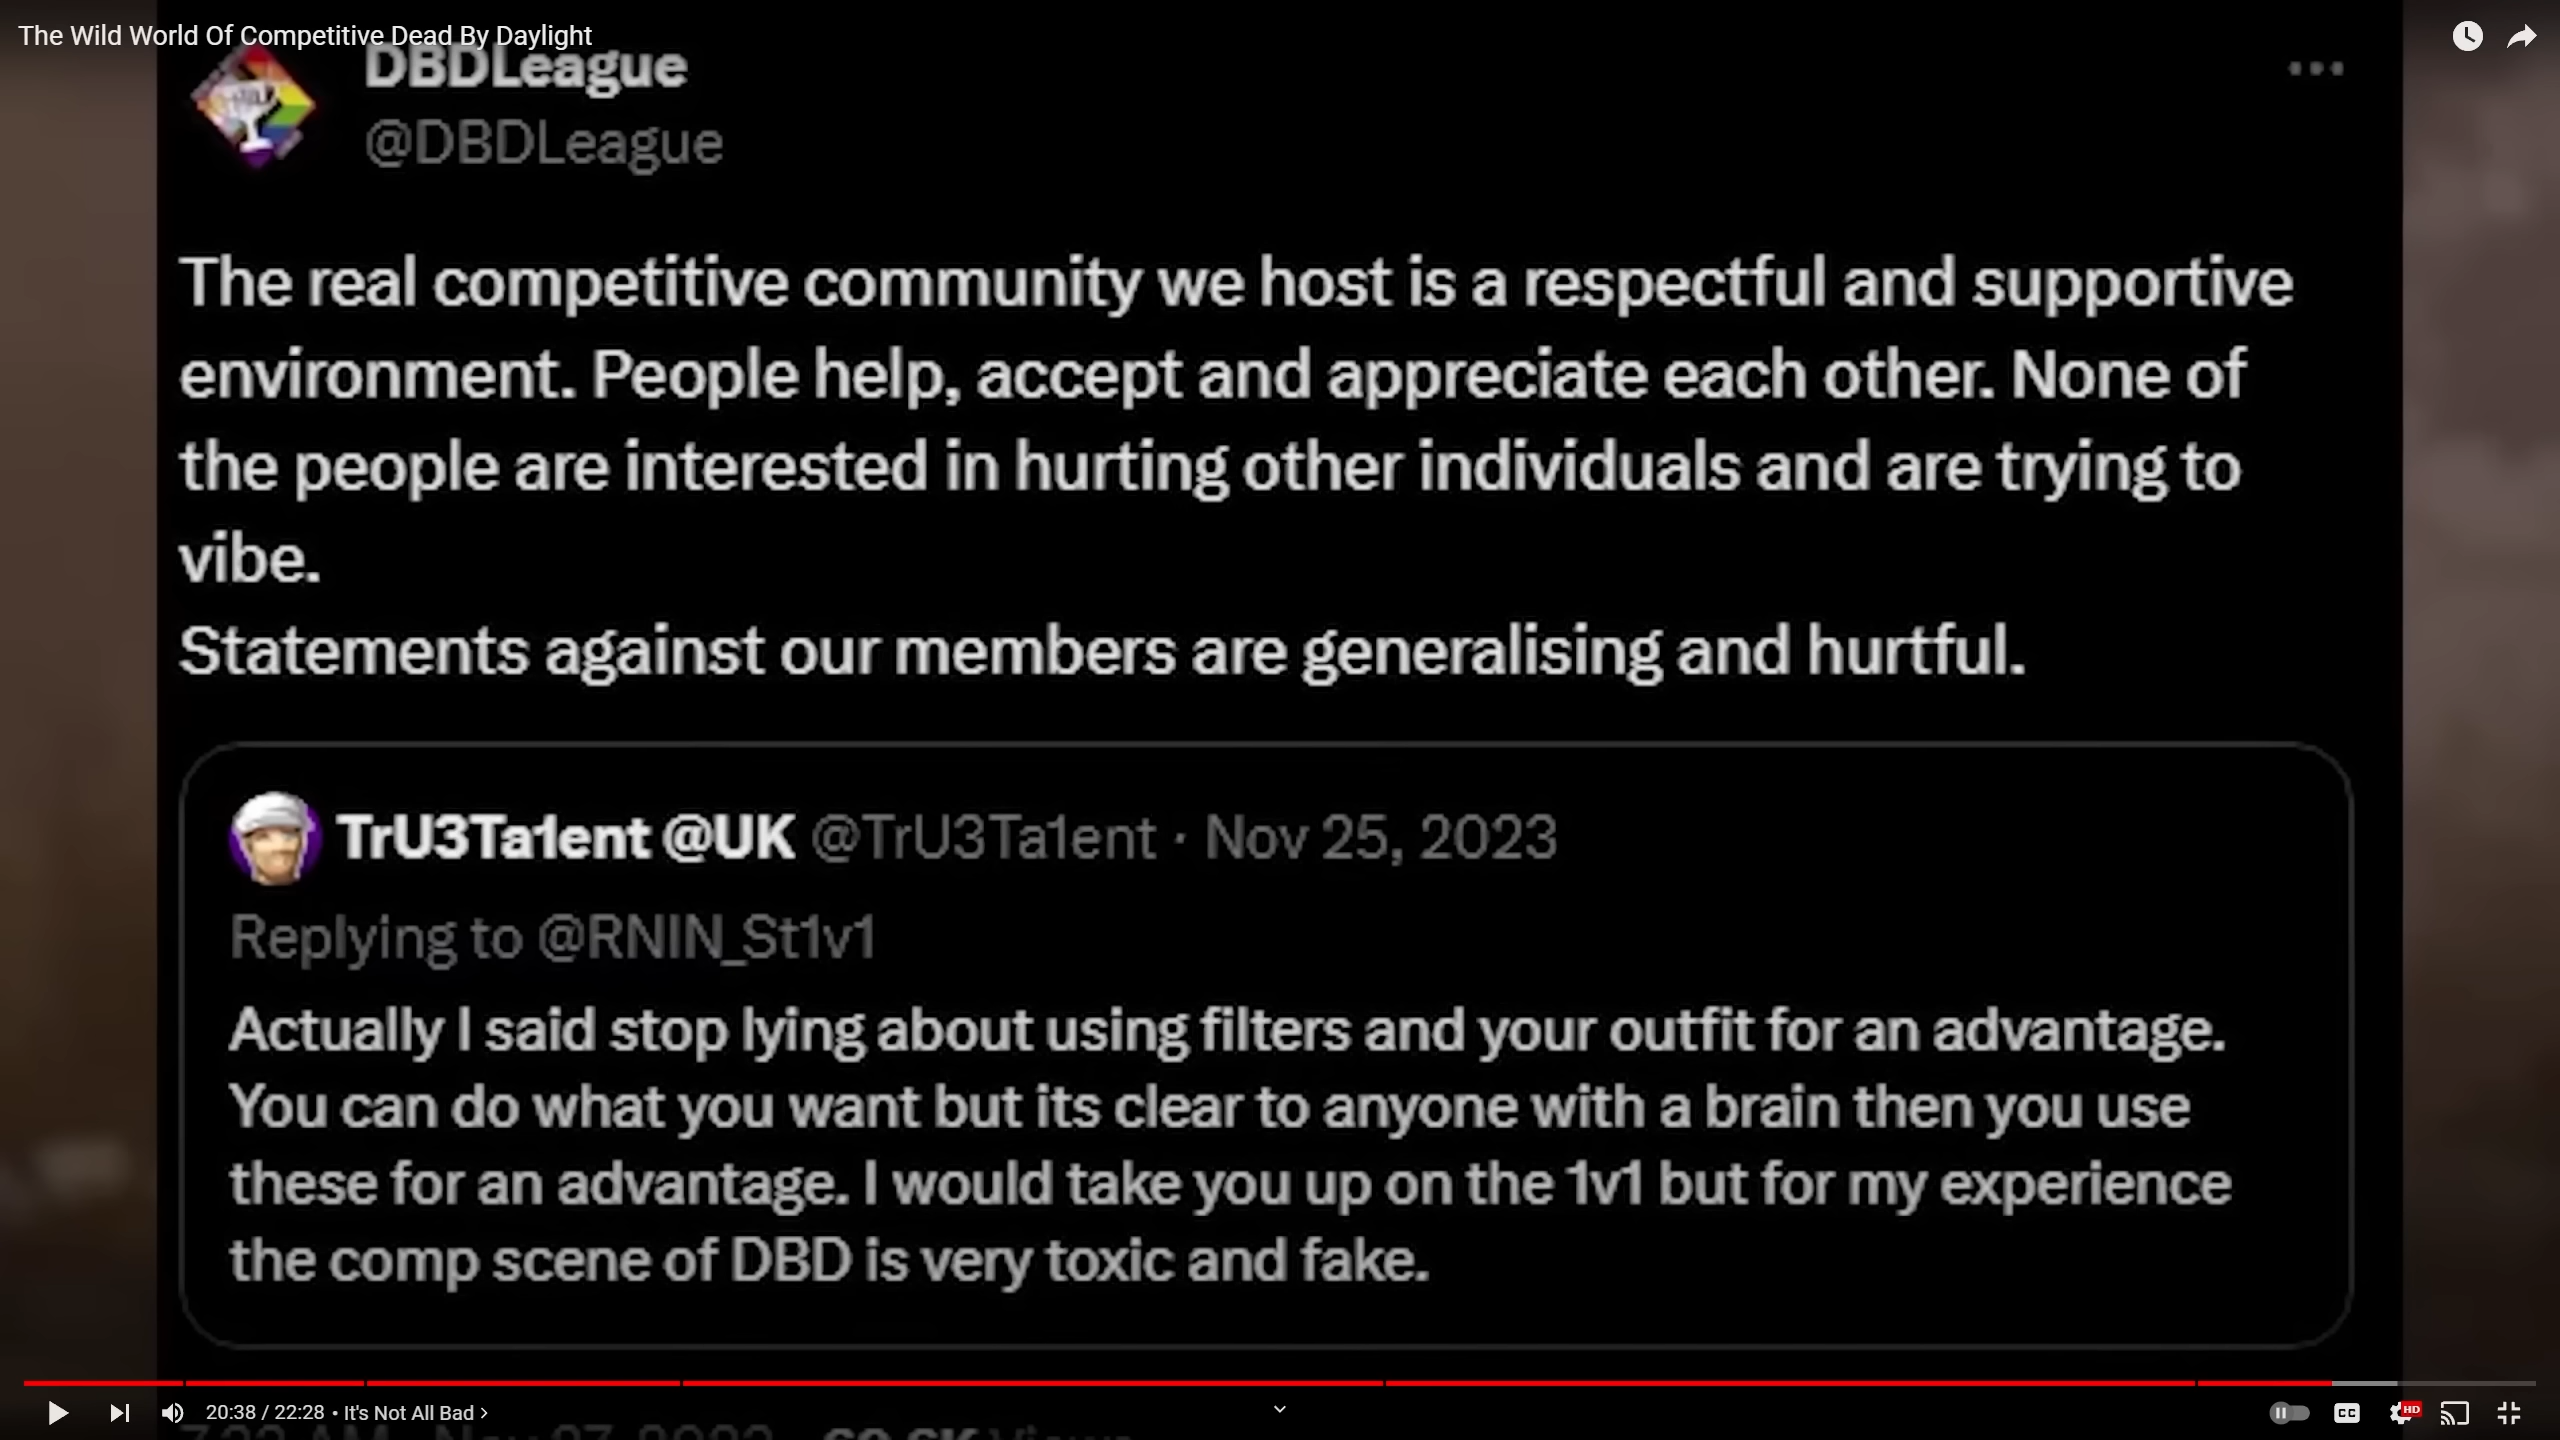 The Wild World Of Competitive Dead By Daylight
DBDLeague
@DBDLeague
The real competitive community we host is a respectful and supportive
environment. People help, accept and appreciate each other. None of
the people are interested in hurting other individuals and are trying to
vibe.
Statements against our members are generalising and hurtful.
TrU3Ta1ent @UK @TrU3Ta1ent · Nov 25, 2023
Replying to @RNIN_St1v1
Actually I said stop lying about using filters and your outfit for an advantage.
You can do what you want but its clear to anyone with a brain then you use
these for an advantage. I would take you up on the 1v1 but for my experience
the comp scene of DBD is very toxic and fake.
20:38 / 22:28 • It's Not All Bad
CC
HD
Views